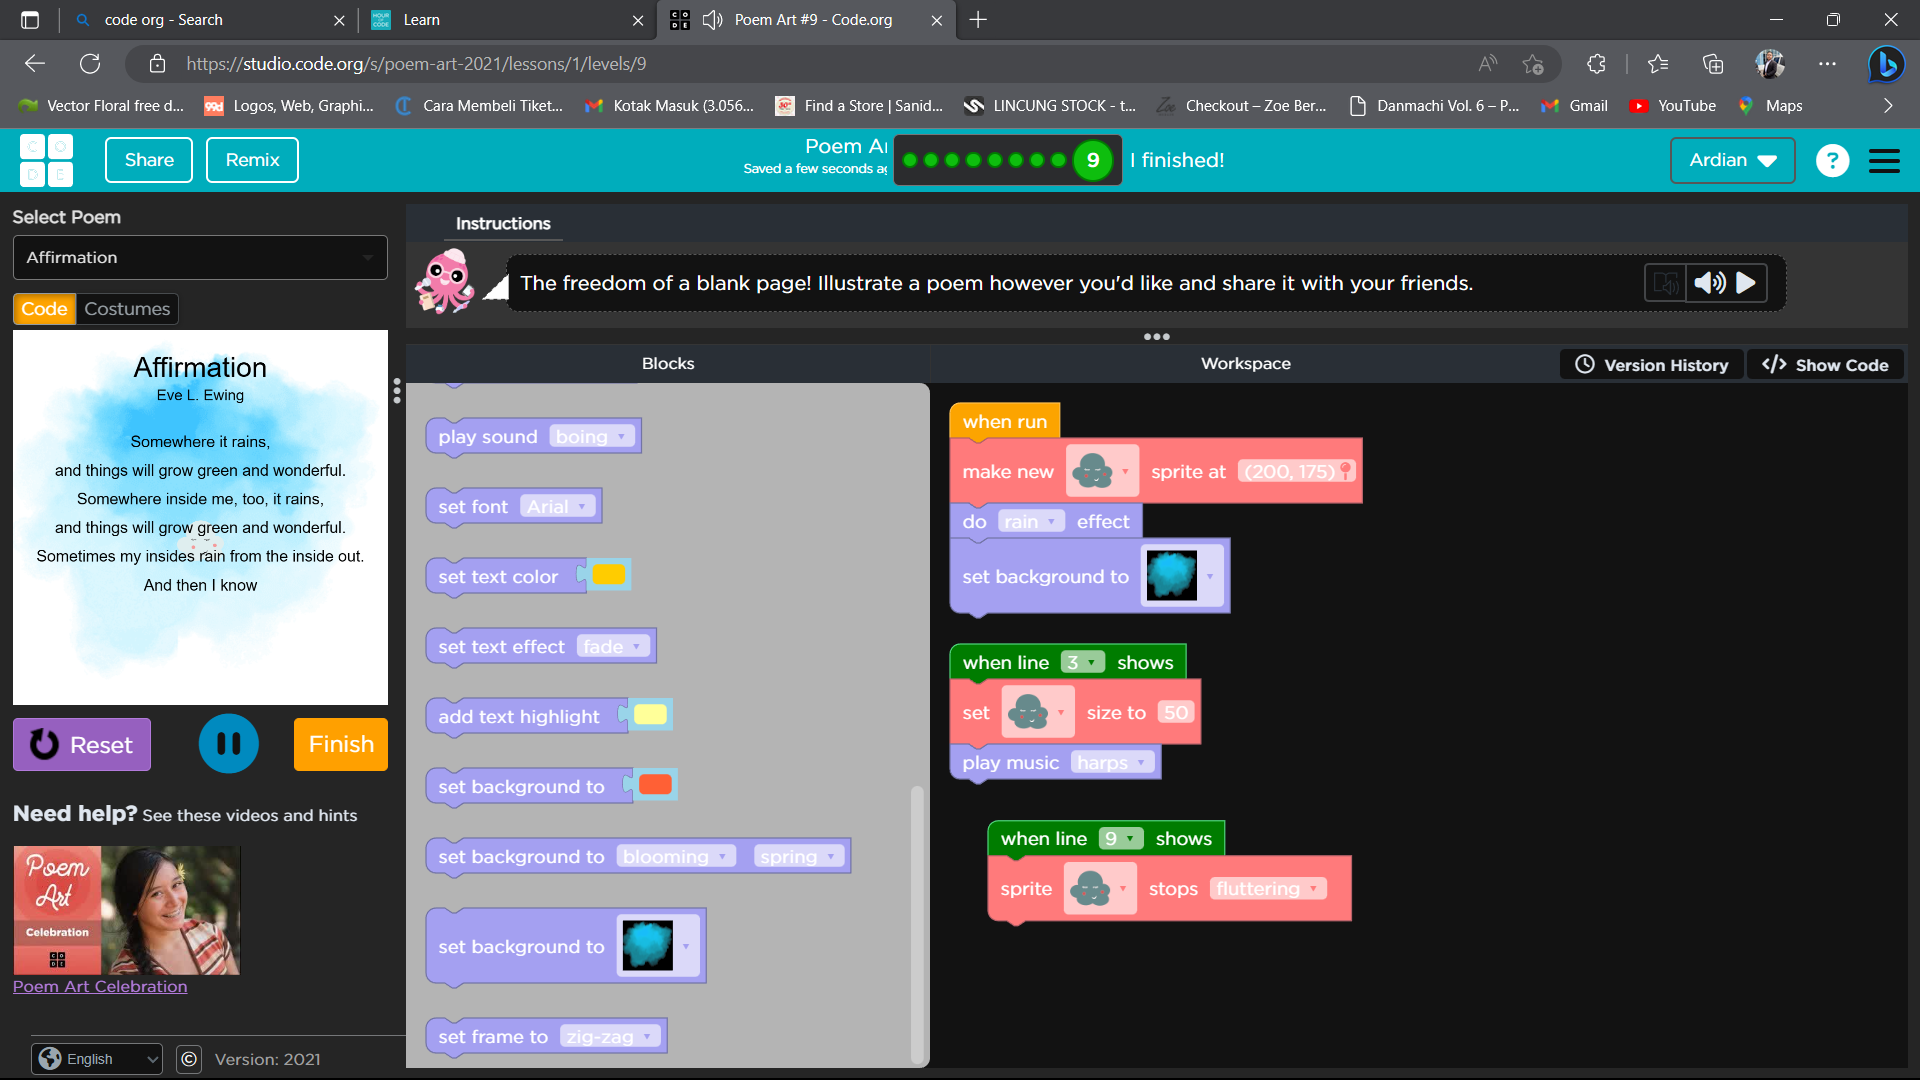 code org - Search
Learn
Poem Art #9 - Code.org
https://studio.code.org/s/poem-art-2021/lessons/1/levels/9
Vector Floral free d...
Logos, Web, Graphi...
Cara Membeli Tiket...
Kotak Masuk (3.056...
Find a Store | Sanid...
LINCUNG STOCK - t...
Checkout – Zoe Ber...
Danmachi Vol. 6 – P...
Gmail
YouTube
Maps
CODE
Share
Remix
Poem Ar
Saved a few seconds ag
9
I finished!
Ardian
?
Select Poem
Affirmation
Code
Costumes
Affirmation
Eve L. Ewing
Somewhere it rains,
and things will grow green and wonderful.
Somewhere inside me, too, it rains,
and things will grow green and wonderful.
Sometimes my insides rain from the inside out.
And then I know
Reset
Finish
Need help? See these videos and hints
Poem
Art
Celebration
CODE
Poem Art Celebration
English
©
Version: 2021
Instructions
The freedom of a blank page! Illustrate a poem however you'd like and share it with your friends.
Blocks
play sound boing
set font Arial
set text color
set text effect fade
add text highlight
set background to
set background to blooming spring
set background to
set frame to zig-zag
Workspace
Version History
</> Show Code
when run
make new sprite at (200, 175)
do rain effect
set background to
when line 3 shows
set size to 50
play music harps
when line 9 shows
sprite stops fluttering